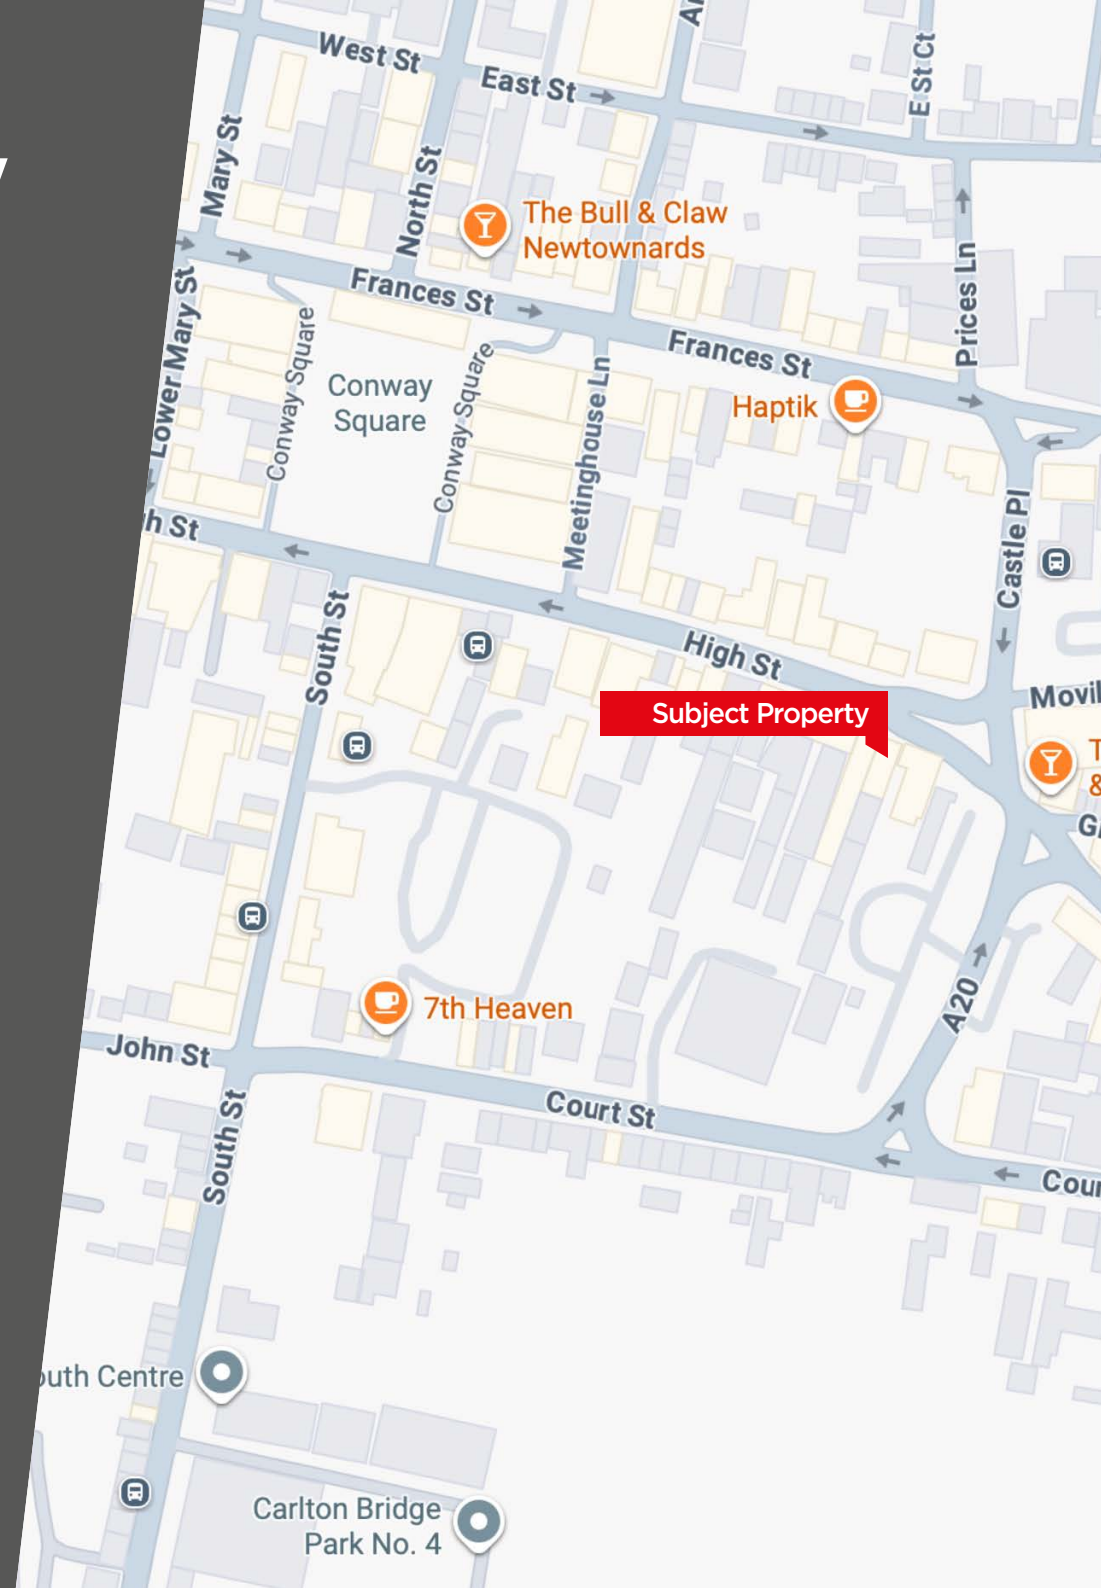 West St
East St
E St Ct
Mary St
North St
The Bull & Claw
Newtownards
Prices Ln
Lower Mary St
Frances St
Conway Square
Frances St
Conway
Square
Conway Square
Meetinghouse Ln
Haptik
Castle Pl
South St
High St
Subject Property
A20
7th Heaven
John St
Court St
South St
Centre
Carlton Bridge
Park No. 4